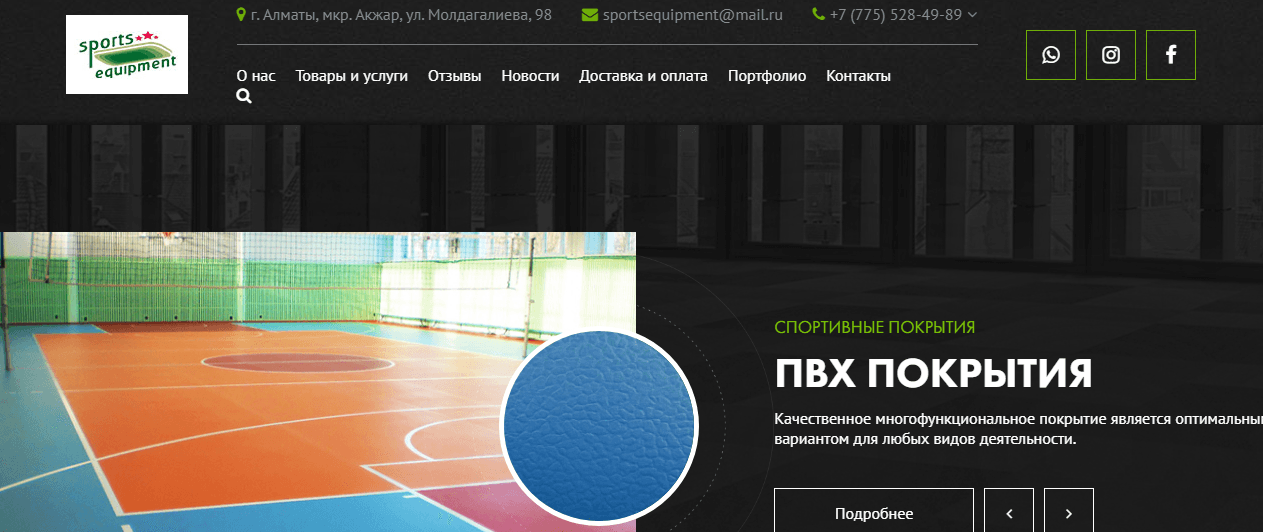 sports
equipment
г. Алматы, мкр. Акжар, ул. Молдагалиева, 98 sportsequipment@mail.ru +7 (775) 528-49-89
О нас Товары и услуги Отзывы Новости Доставка и оплата Портфолио Контакты
СПОРТИВНЫЕ ПОКРЫТИЯ
ПВХ ПОКРЫТИЯ
Качественное многофункциональное покрытие является
вариантом для любых видов деятельности.
Подробнее